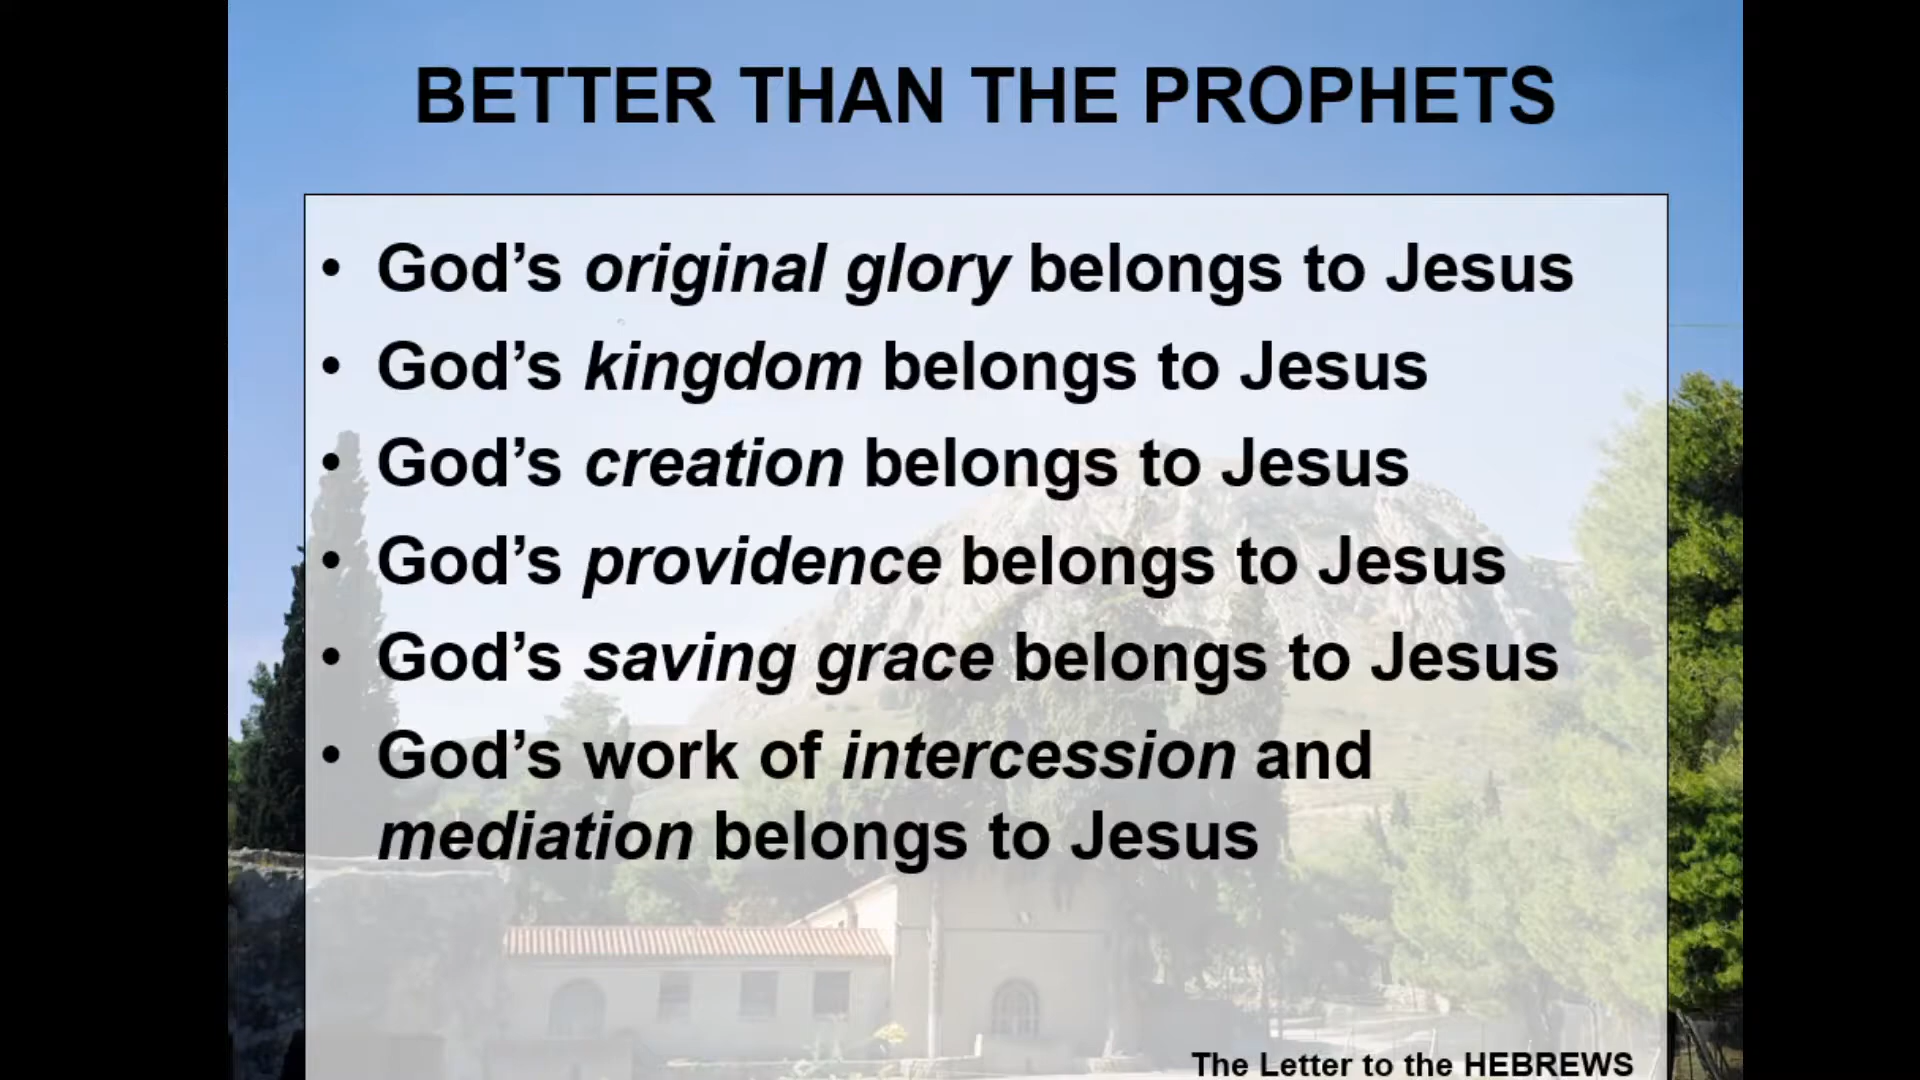 BETTER THAN THE PROPHETS
• God’s original glory belongs to Jesus
• God’s kingdom belongs to Jesus
• God’s creation belongs to Jesus
• God’s providence belongs to Jesus
• God’s saving grace belongs to Jesus
• God’s work of intercession and
mediation belongs to Jesus
The Letter to the HEBREWS